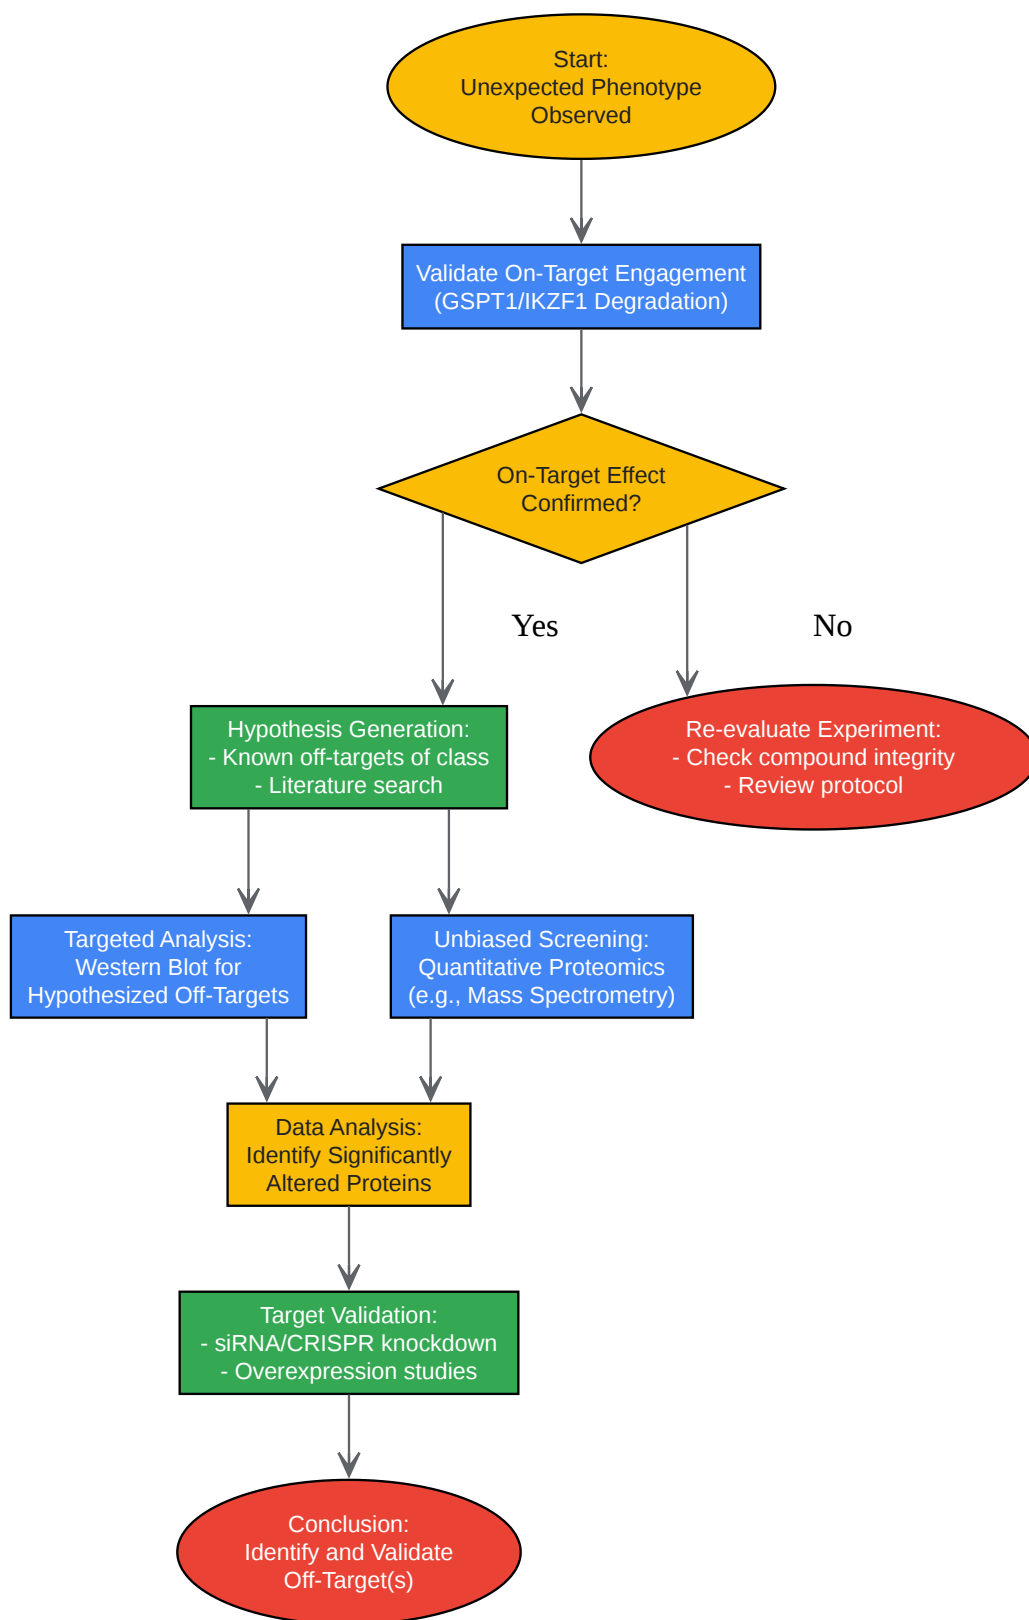 Start:
Unexpected Phenotype
Observed
Validate On-Target Engagement
(GSPT1/IKZF1 Degradation)
On-Target Effect
Confirmed?
Yes
No
Hypothesis Generation:
- Known off-targets of class
- Literature search
Re-evaluate Experiment:
- Check compound integrity
- Review protocol
Targeted Analysis:
Western Blot for
Hypothesized Off-Targets
Unbiased Screening:
Quantitative Proteomics
(e.g., Mass Spectrometry)
Data Analysis:
Identify Significantly
Altered Proteins
Target Validation:
- siRNA/CRISPR knockdown
- Overexpression studies
Conclusion:
Identify and Validate
Off-Target(s)